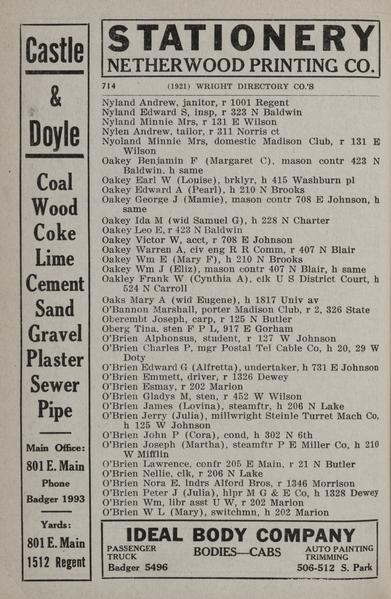 Castle
&
Doyle
Coal
Wood
Coke
Lime
Cement
Sand
Gravel
Plaster
Sewer
Pipe
Main Office:
801 E. Main
Phone
Badger 1993
Yards:
801 E. Main
1512 Regent
STATIONERY
NETHERWOOD PRINTING CO.
714 (1921) WRIGHT DIRECTORY CO.'S
Nyland Andrew, janitor, r 1001 Regent
Nyland Edward S, insp, r 323 N Baldwin
Nyland Minnie Mrs, r 131 E Wilson
Nylen Andrew, tailor, r 311 Norris ct
Nyoland Minnie Mrs, domestic Madison Club, r 131 E
Wilson
Oakey Benjamin F (Margaret C), mason contr 423 N
Baldwin, h same
Oakey Earl W (Louise), brklyr, h 415 Washburn pl
Oakey Edward A (Pearl), h 210 N Brooks
Oakey George J (Mamie), mason contr 708 E Johnson, h
same
Oakey Ida M (wid Samuel G), h 228 N Charter
Oakey Leo E, r 423 N Baldwin
Oakey Victor W, acct, r 708 E Johnson
Oakey Warren A, civ eng R R Comm, r 407 N Blair
Oakey Wm E (Mary F), h 210 N Brooks
Oakey Wm J (Eliz), mason contr 407 N Blair, h same
Oakley Frank W (Cynthia A), clk U S District Court, h
524 N Carroll
Oaks Mary A (wid Eugene), h 1817 Univ av
O'Bannon Marshall, porter Madison Club, r 2, 326 State
Oberembt Joseph, carp, r 125 N Butler
Oberg Tina, sten F P L, 917 E Gorham
O'Brien Alphonsus, student, r 127 W Johnson
O'Brien Charles P, mgr Postal Tel Cable Co, h 20, 29 W
Doty
O'Brien Edward G (Alfretta), undertaker, h 731 E Johnson
O'Brien Emmett, driver, r 1326 Dewey
O'Brien Esmay, r 202 Marion
O'Brien Gladys M, sten, r 452 W Wilson
O'Brien James (Lovina), steamftr, h 206 N Lake
O'Brien Jerry (Julia), millwright Steinle Turret Mach Co,
h 125 W Johnson
O'Brien John P (Cora), cond, h 302 N 6th
O'Brien Joseph (Martha), steamftr P E Miller Co, h 210
W Mifflin
O'Brien Lawrence, confr 205 E Main, r 21 N Butler
O'Brien Nellie, clk, r 206 N Lake
O'Brien Nora E, lndrs Alford Bros, r 1346 Morrison
O'Brien Peter J (Julia), hlpr M G & E Co, h 1328 Dewey
O'Brien Wm, libr asst U W, r 202 Marion
O'Brien W L (Mary), switchmn, h 202 Marion
IDEAL BODY COMPANY
PASSENGER TRUCK BODIES—CABS AUTO PAINTING TRIMMING
Badger 5496 506-512 S. Park